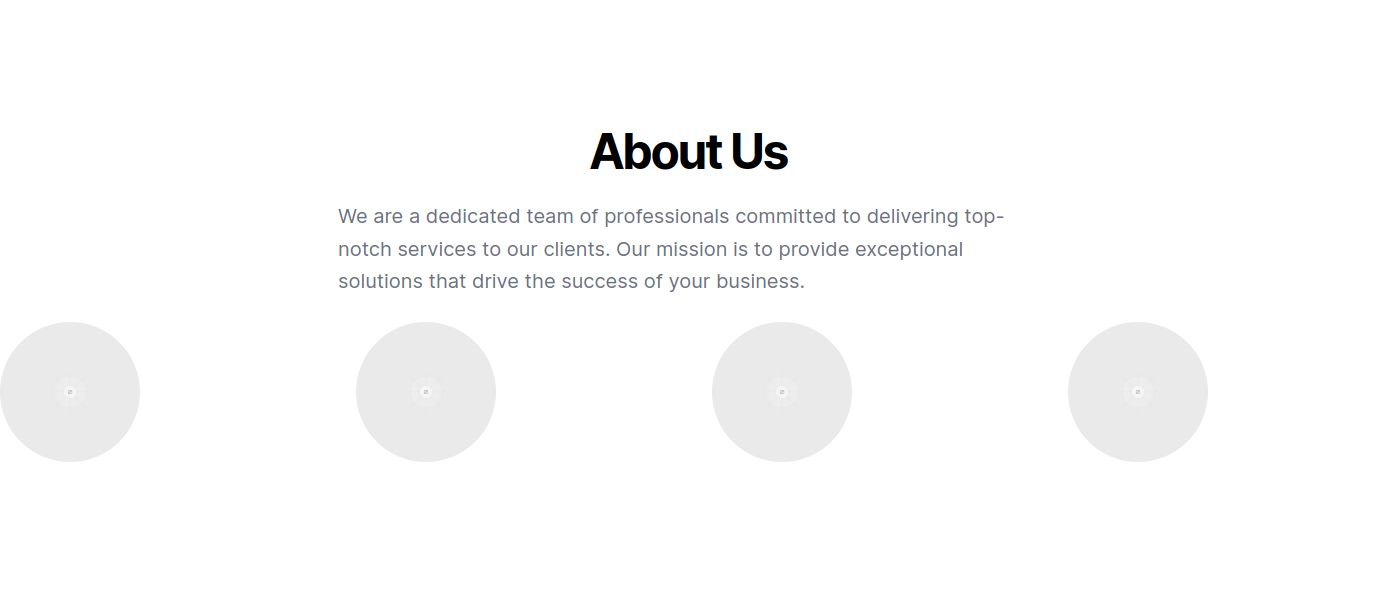 About Us
We are a dedicated team of professionals committed to delivering top-
notch services to our clients. Our mission is to provide exceptional
solutions that drive the success of your business.